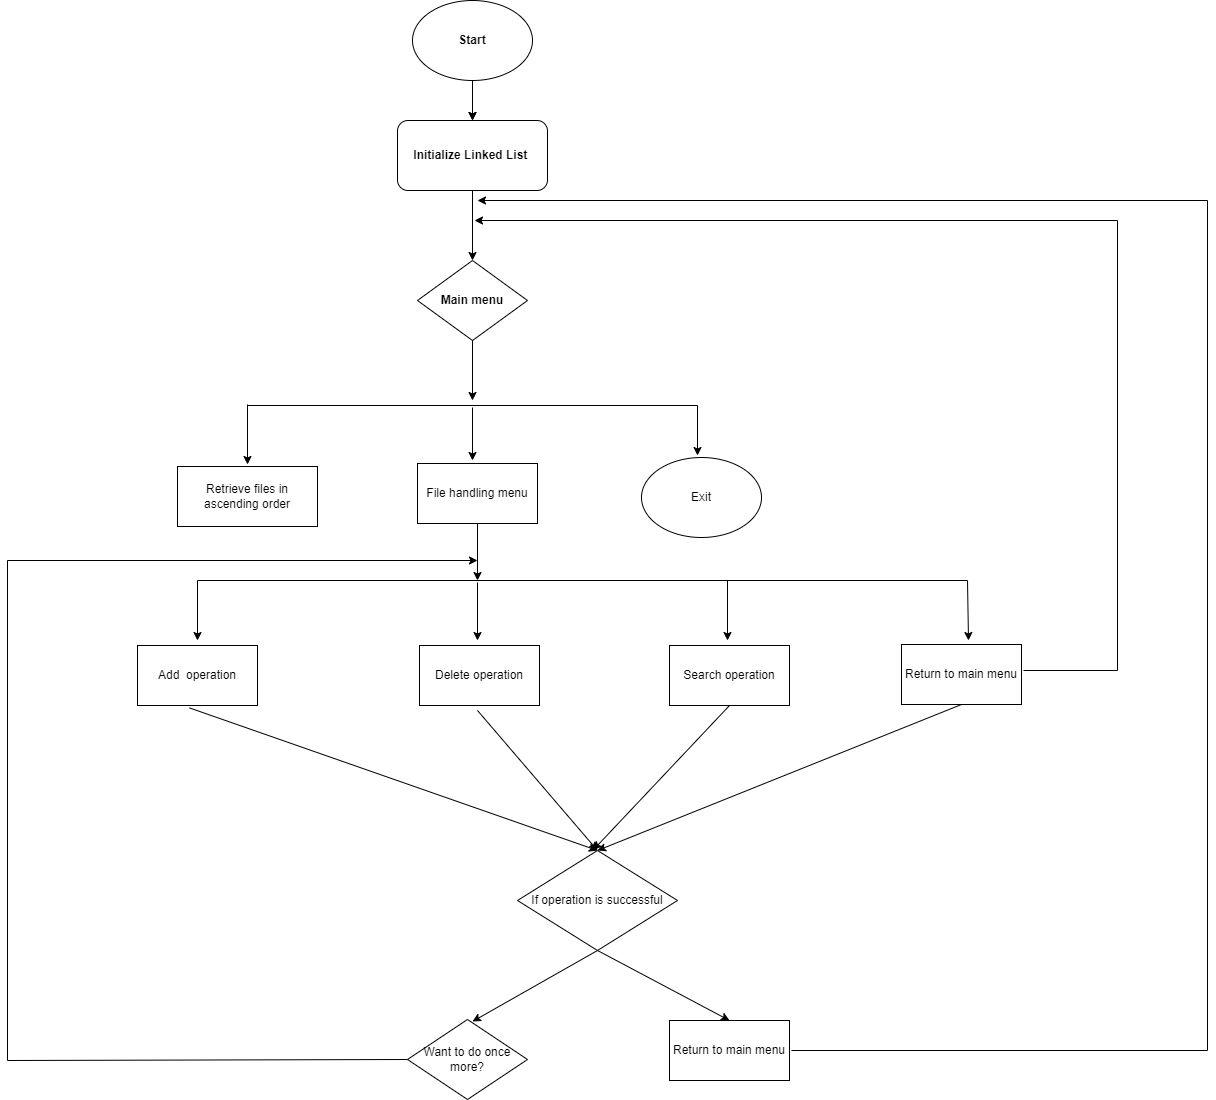 Start
Initialize Linked List
Main menu
Retrieve files in
ascending order
File handling menu
Exit
Add operation
Delete operation
Search operation
Return to main menu
If operation is successful
Want to do once
more?
Return to main menu